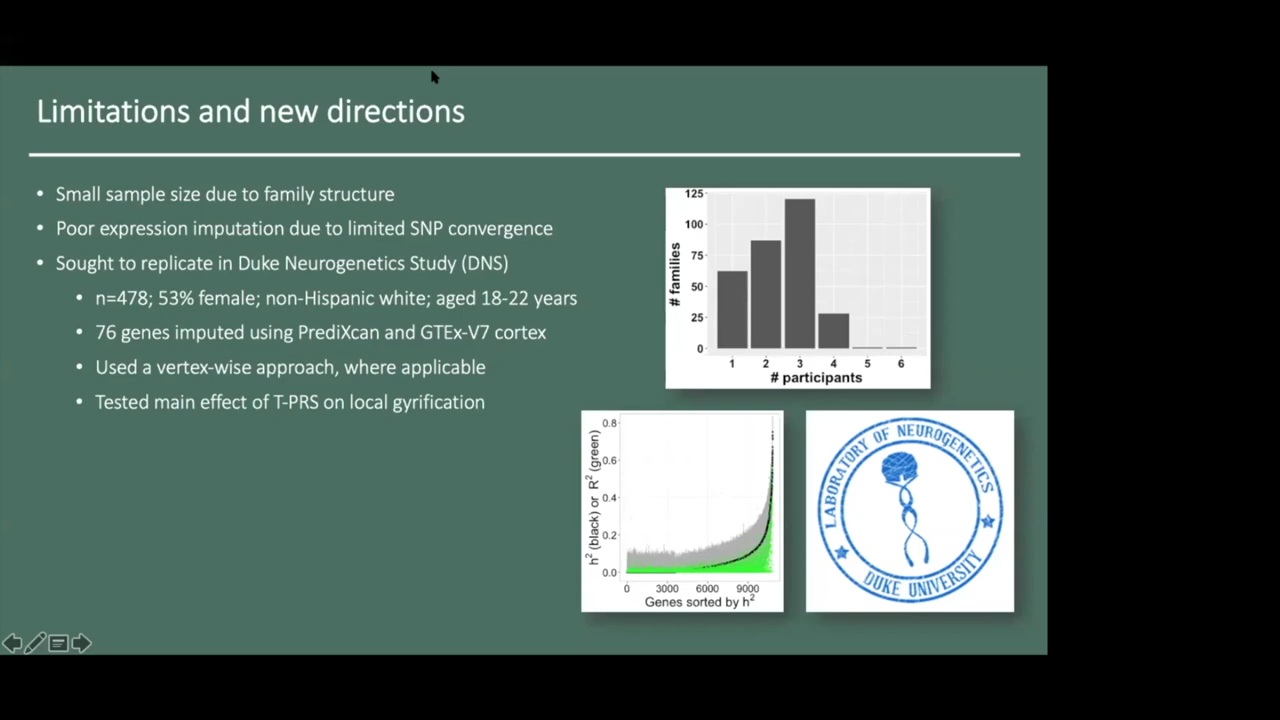 Limitations and new directions
• Small sample size due to family structure
• Poor expression imputation due to limited SNP convergence
• Sought to replicate in Duke Neurogenetics Study (DNS)
• n=478; 53% female; non-Hispanic white; aged 18-22 years
• 76 genes imputed using PrediXcan and GTEx-V7 cortex
• Used a vertex-wise approach, where applicable
• Tested main effect of T-PRS on local gyrification
# families
125
100
75
50
25
0
1 2 3 4 5 6
# participants
h² (black) or R² (green)
0.8
0.6
0.4
0.2
0.0
0 3000 6000 9000
Genes sorted by h²
LABORATORY OF NEUROGENETICS
DUKE UNIVERSITY